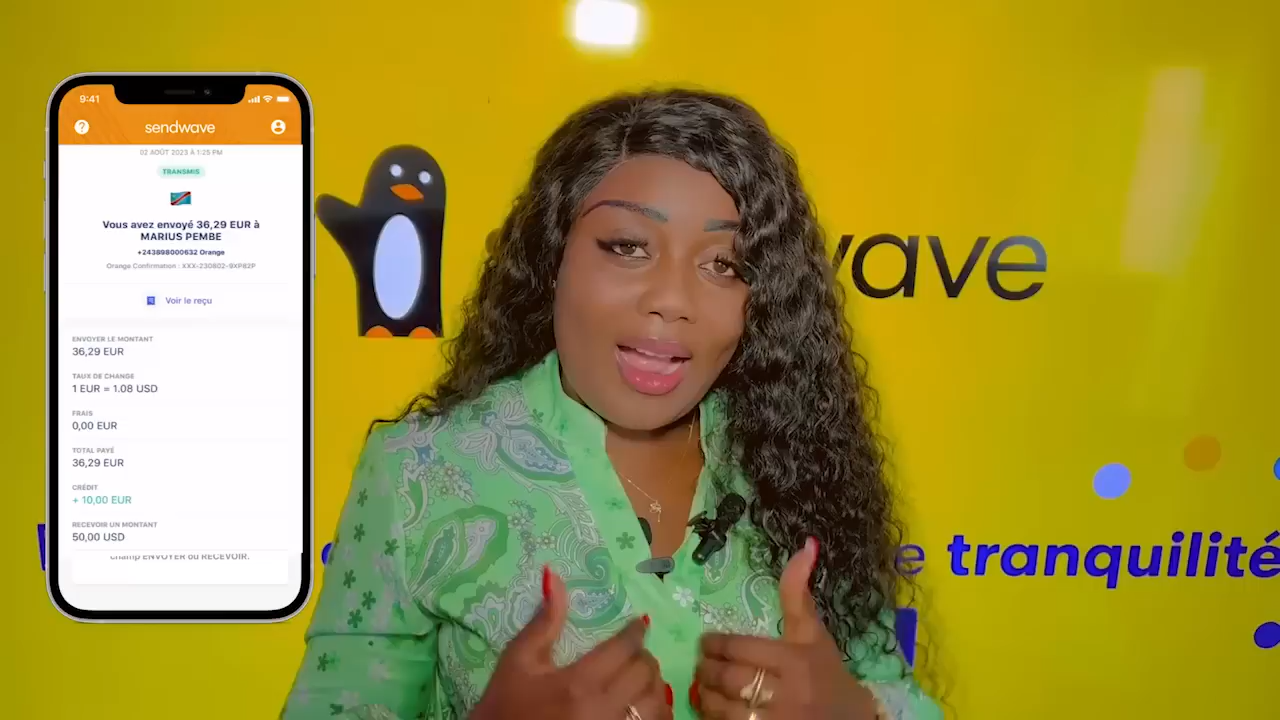 9:41
sendwave
02 AOÛT 2023 À 1:25 PM
TRANSMIS
Vous avez envoyé 36,29 EUR à
MARIUS PEMBE
+243898000632 Orange
Orange Confirmation : XXX-230802-9XP82P
Voir le reçu
ENVOYER LE MONTANT
36,29 EUR
TAUX DE CHANGE
1 EUR = 1.08 USD
FRAIS
0,00 EUR
TOTAL PAYÉ
36,29 EUR
CRÉDIT
+ 10,00 EUR
RECEVOIR UN MONTANT
50,00 USD
champ ENVOYER ou RECEVOIR.
wave
e tranquilité